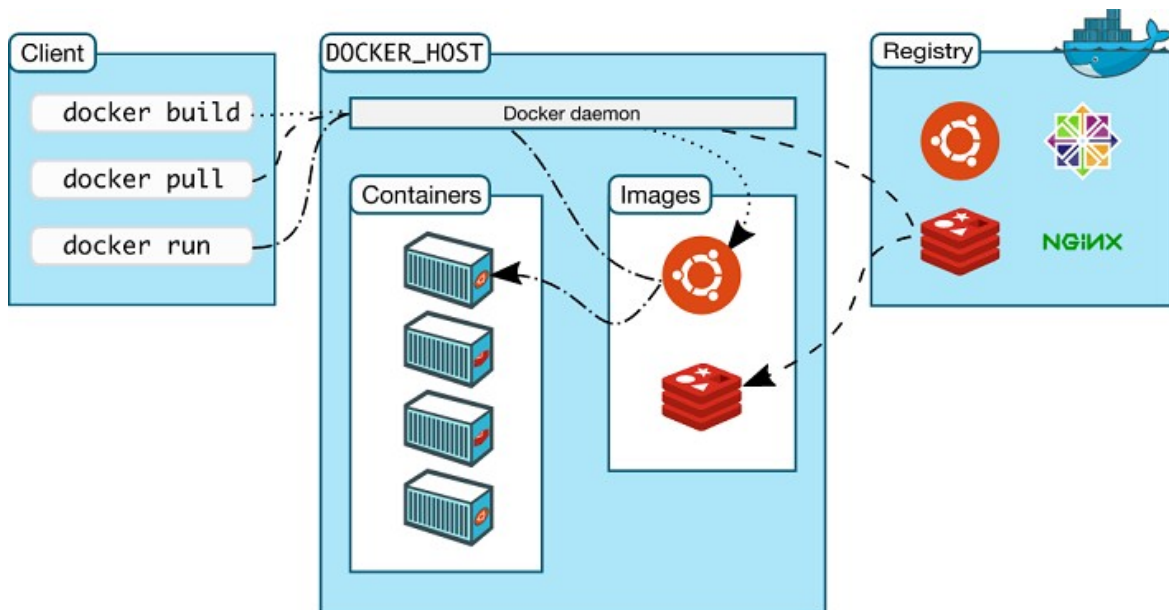 Client
docker build
docker pull
docker run
DOCKER_HOST
Docker daemon
Containers
Images
Registry
NGiNX